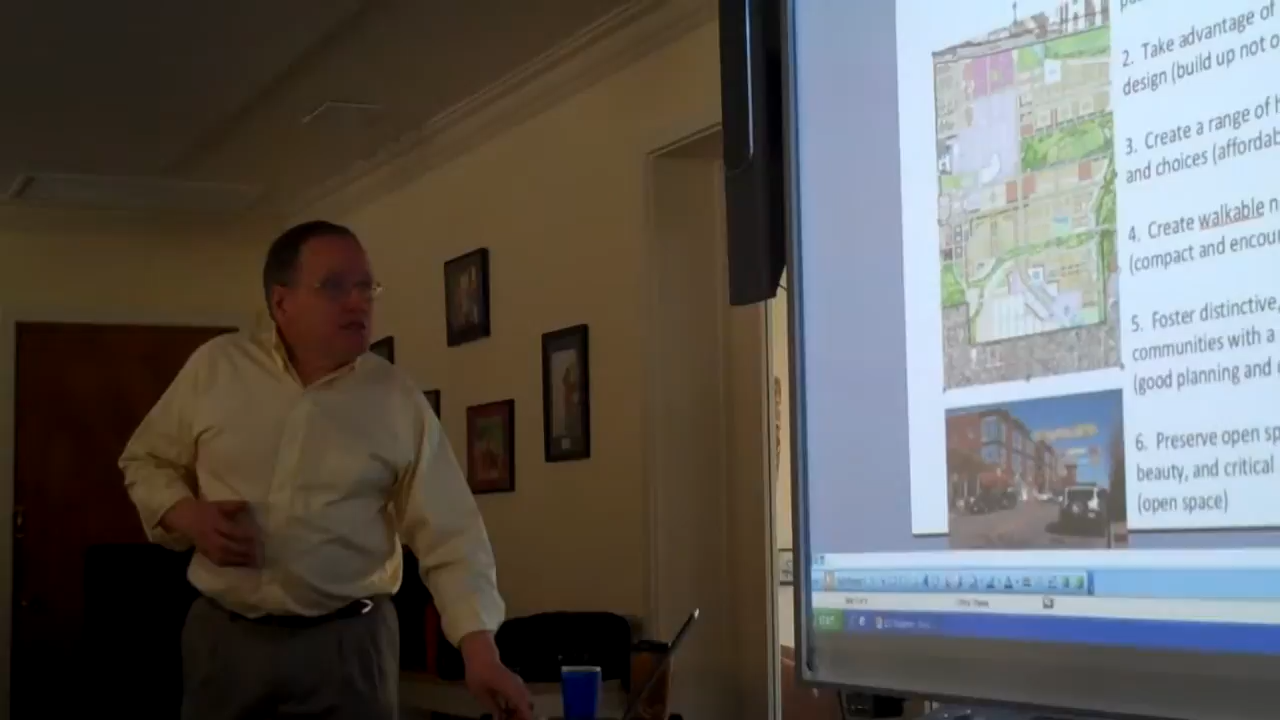 2. Take advantage of
design (build up not o
3. Create a range of h
and choices (affordab
4. Create walkable n
(compact and encour
5. Foster distinctive,
communities with a
(good planning and
6. Preserve open sp
beauty, and critical
(open space)